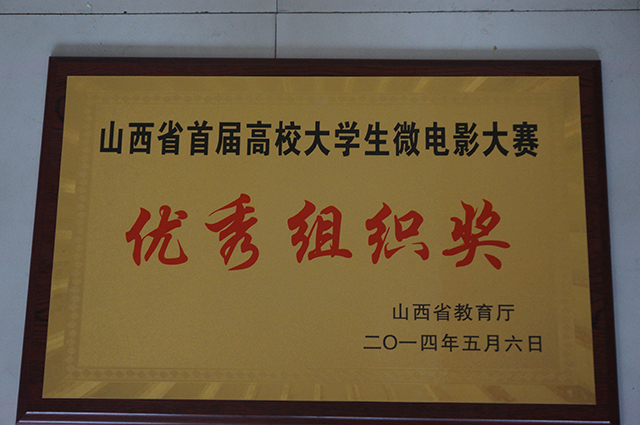 山西省首届高校大学生微电影大赛
优秀组织奖
山西省教育厅
二〇一四年五月六日